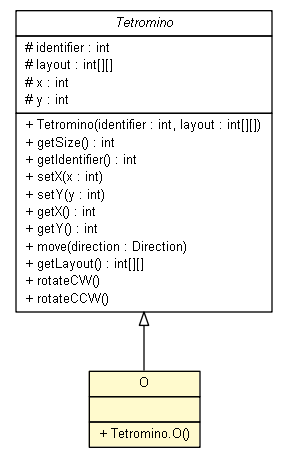 Tetromino
# identifier : int
# layout : int[][]
# x : int
# y : int
+ Tetromino(identifier : int, layout : int[][])
+ getSize() : int
+ getIdentifier() : int
+ setX(x : int)
+ setY(y : int)
+ getX() : int
+ getY() : int
+ move(direction : Direction)
+ getLayout() : int[][]
+ rotateCW()
+ rotateCCW()
O
+ Tetromino.O()